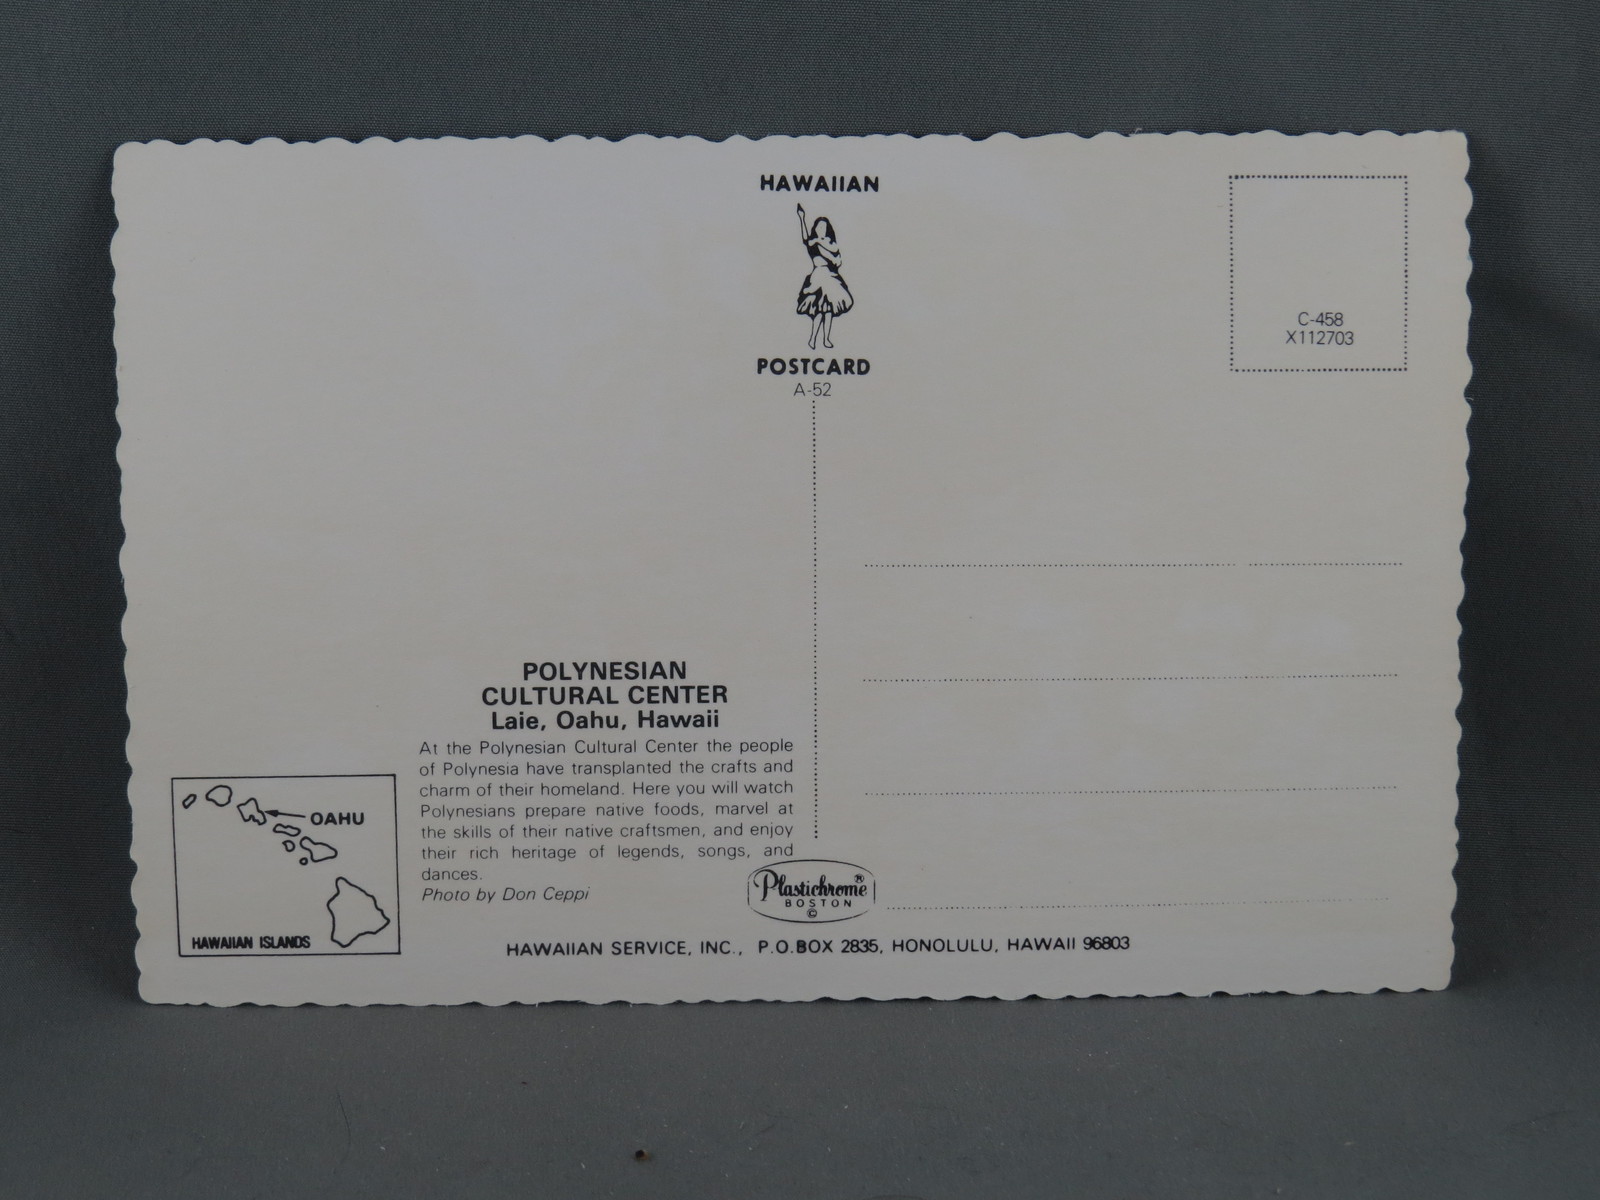 HAWAIIAN
POSTCARD
A-52
C-458
X112703
POLYNESIAN
CULTURAL CENTER
Laie, Oahu, Hawaii
At the Polynesian Cultural Center the people
of Polynesia have transplanted the crafts and
charm of their homeland. Here you will watch
Polynesians prepare native foods, marvel at
the skills of their native craftsmen, and enjoy
their rich heritage of legends, songs, and
dances.
Photo by Don Ceppi
OAHU
HAWAIIAN ISLANDS
Plastichrome®
BOSTON
©
HAWAIIAN SERVICE, INC., P.O.BOX 2835, HONOLULU, HAWAII 96803